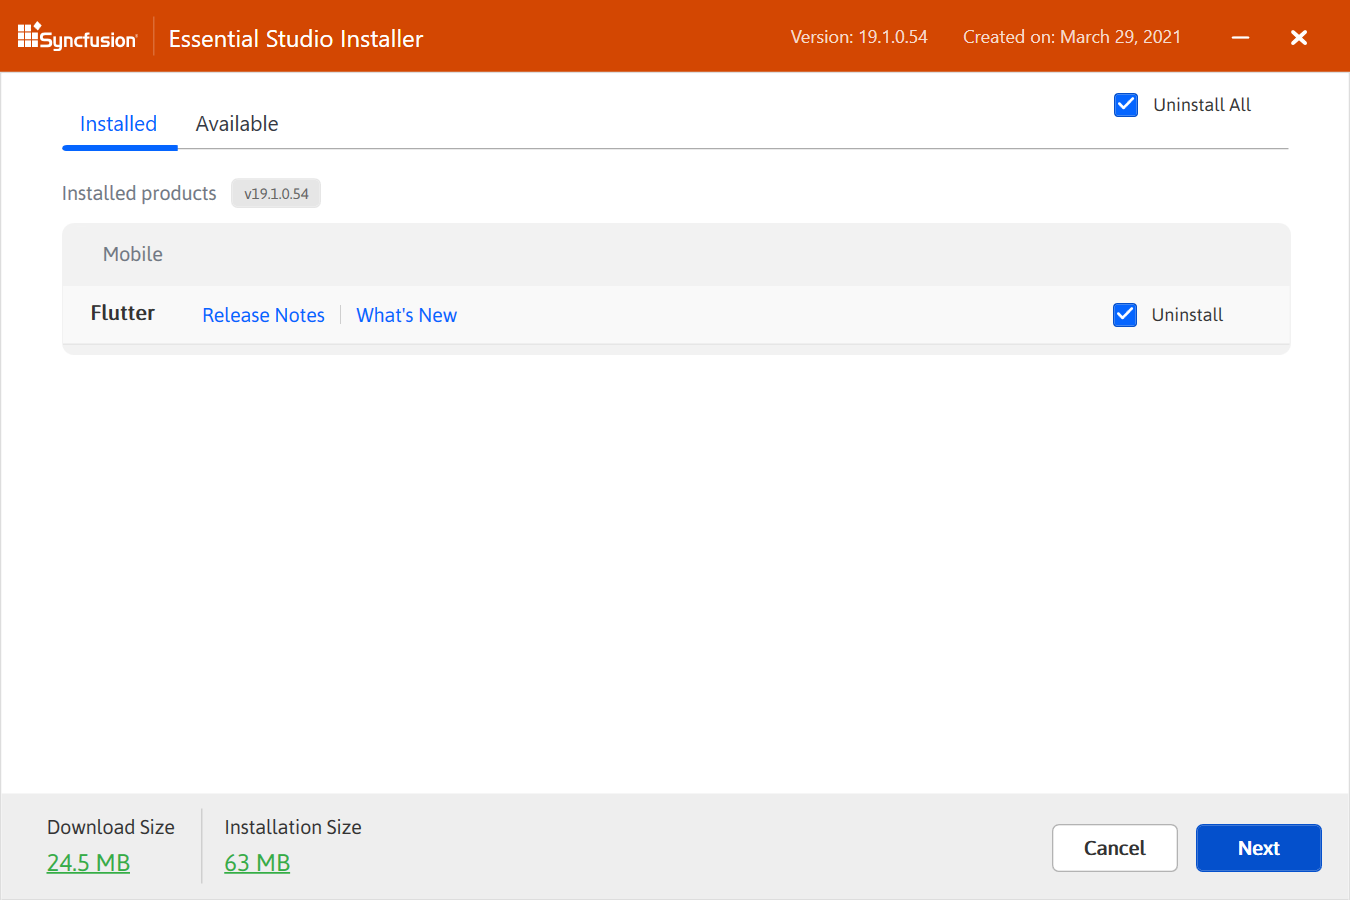 Syncfusion Essential Studio Installer Version: 19.1.0.54 Created on: March 29, 2021
Uninstall All
Installed Available
Installed products v19.1.0.54
Mobile
Flutter Release Notes What's New Uninstall
Download Size Installation Size
24.5 MB 63 MB
Cancel Next